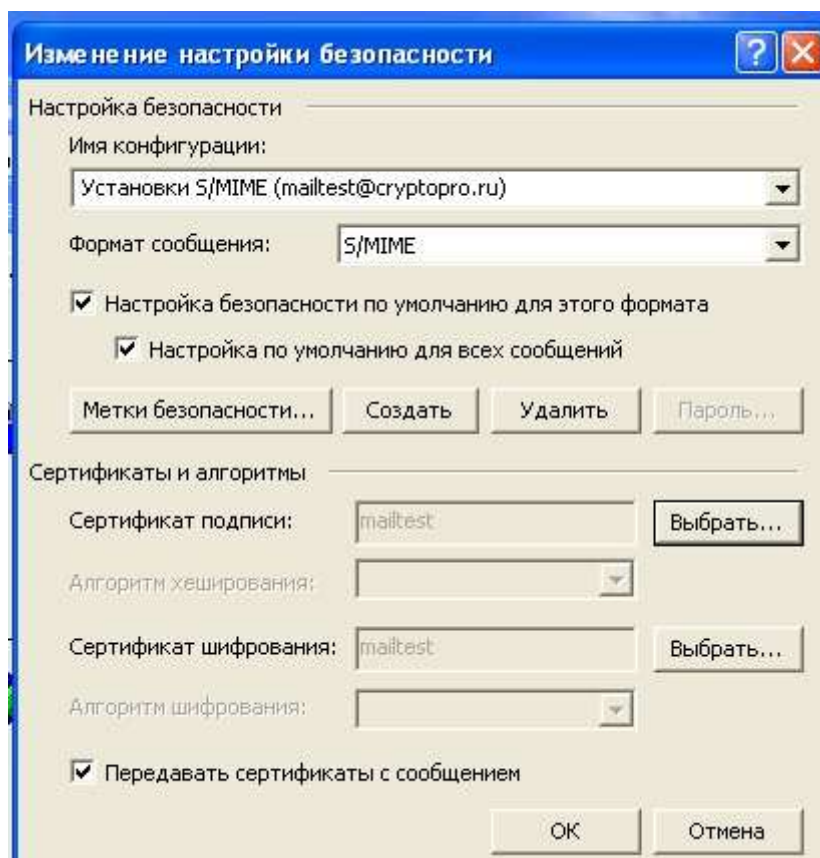 Изменение настройки безопасности
Настройка безопасности
Имя конфигурации:
Установки S/MIME (mailtest@cryptopro.ru)
Формат сообщения: S/MIME
Настройка безопасности по умолчанию для этого формата
Настройка по умолчанию для всех сообщений
Метки безопасности... Создать Удалить Пароль...
Сертификаты и алгоритмы
Сертификат подписи: mailtest Выбрать...
Алгоритм хеширования:
Сертификат шифрования: mailtest Выбрать...
Алгоритм шифрования:
Передавать сертификаты с сообщением
ОК Отмена